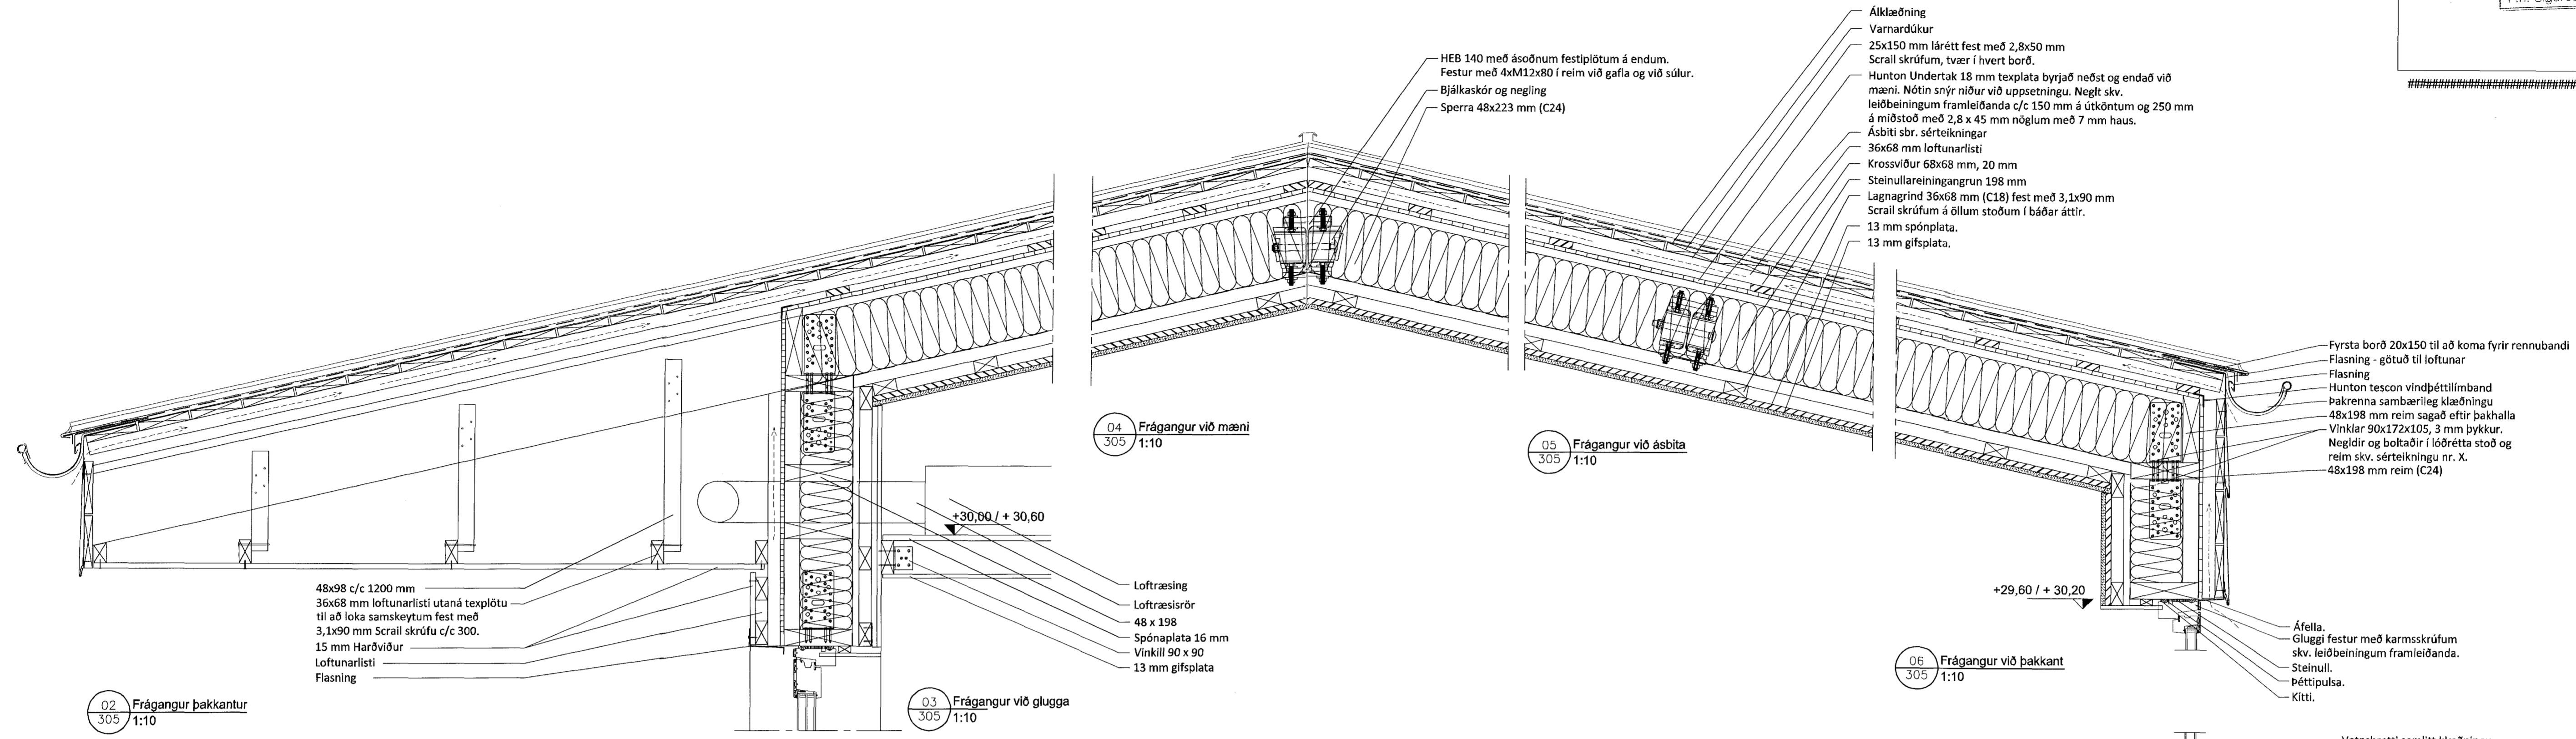 HEB 140 með ásoðnum festiplötum á endum.
Festur með 4xM12x80 í reim við gafla og við súlur.
Bjálkaskór og negling
Sperra 48x223 mm (C24)
Álklæðning
Varnardúkur
25x150 mm lárétt fest með 2,8x50 mm
Scrail skrúfum, tvær í hvert borð.
Hunton Undertak 18 mm texplata byrjað neðst og endað við
mæni. Nótin snýr niður við uppsetningu. Neglt skv.
leiðbeiningum framleiðanda c/c 150 mm á útköntum og 250 mm
á miðstoð með 2,8 x 45 mm nöglum með 7 mm haus.
Ásbiti sbr. sérteikningar
36x68 mm loftunarlisti
Krossviður 68x68 mm, 20 mm
Steinullareiningangrun 198 mm
Lagnagrind 36x68 mm (C18) fest með 3,1x90 mm
Scrail skrúfum á öllum stoðum í báðar áttir.
13 mm spónplata.
13 mm gifsplata.
##############################
Fyrsta borð 20x150 til að koma fyrir rennubandi
Flasning - götuð til loftunar
Flasning
Hunton tescon vindþéttilímband
Þakrenna sambærileg klæðningu
48x198 mm reim sagað eftir þakhalla
Vinklar 90x172x105, 3 mm þykkur.
Negldir og boltaðir í lóðrétta stoð og
reim skv. sérteikningu nr. X.
48x198 mm reim (C24)
04
305
Frágangur við mæni
1:10
05
305
Frágangur við ásbita
1:10
+30,00 / + 30,60
+29,60 / + 30,20
48x98 c/c 1200 mm
36x68 mm loftunarlisti utaná texplötu
til að loka samskeytum fest með
3,1x90 mm Scrail skrúfu c/c 300.
15 mm Harðviður
Loftunarlisti
Flasning
Loftræsing
Loftræsisrör
48 x 198
Spónaplata 16 mm
Vinkill 90 x 90
13 mm gifsplata
Áfella.
Gluggi festur með karmsskrúfum
skv. leiðbeiningum framleiðanda.
Steinull.
Þéttipulsa.
Kítti.
02
305
Frágangur þakkantur
1:10
03
305
Frágangur við glugga
1:10
06
305
Frágangur við þakkant
1:10